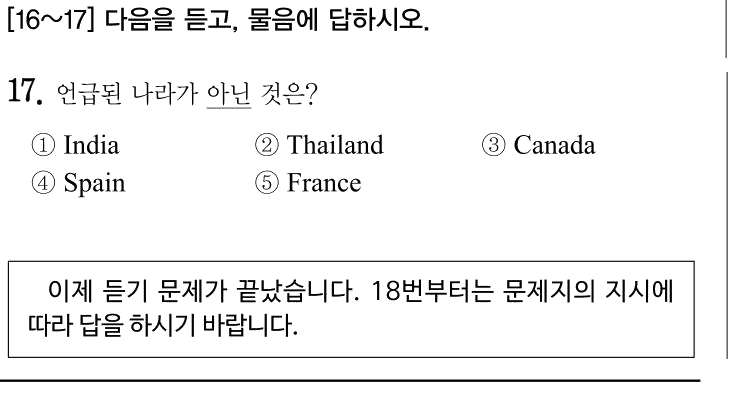 [16～17] 다음을 듣고, 물음에 답하시오.
17. 언급된 나라가 아닌 것은?
① India ② Thailand ③ Canada
④ Spain ⑤ France
이제 듣기 문제가 끝났습니다. 18번부터는 문제지의 지시에
따라 답을 하시기 바랍니다.